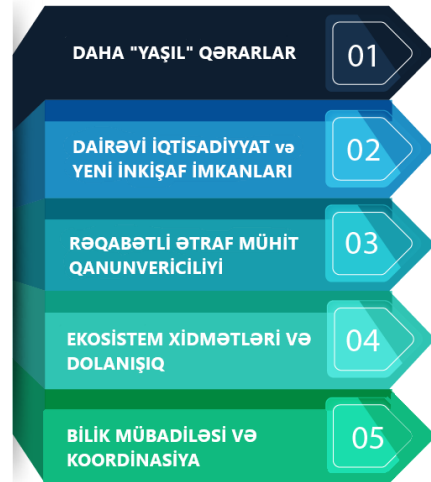 DAHA "YAŞIL" QƏRARLAR
01
DAİRƏVİ İQTİSADİYYAT və
YENİ İNKİŞAF İMKANLARI
02
RƏQABƏTLİ ƏTRAF MÜHİT
QANUNVERİCİLİYİ
03
EKOSİSTEM XİDMƏTLƏRİ VƏ
DOLANIŞIQ
04
BİLİK MÜBADİLƏSİ VƏ
KOORDİNASİYA
05